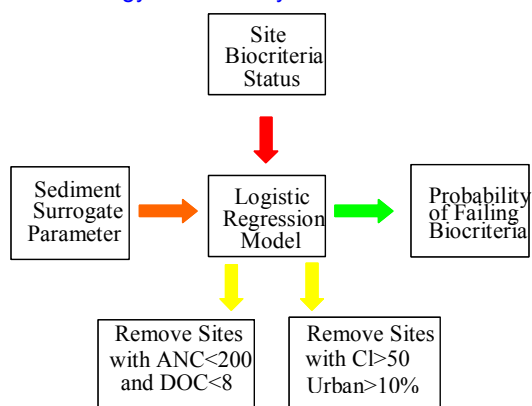 Site
Biocriteria
Status
Sediment
Surrogate
Parameter
Logistic
Regression
Model
Probability
of Failing
Biocriteria
Remove Sites
with ANC<200
and DOC<8
Remove Sites
with Cl>50
Urban>10%